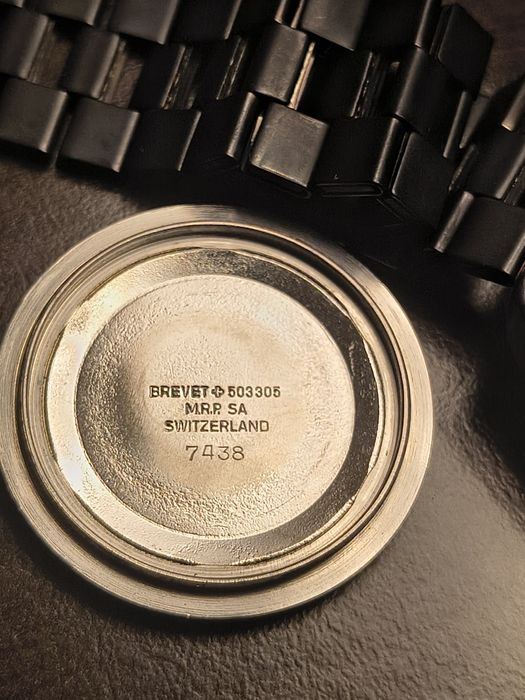 BREVET ✚ 503305
M.R.P. SA
SWITZERLAND
7438